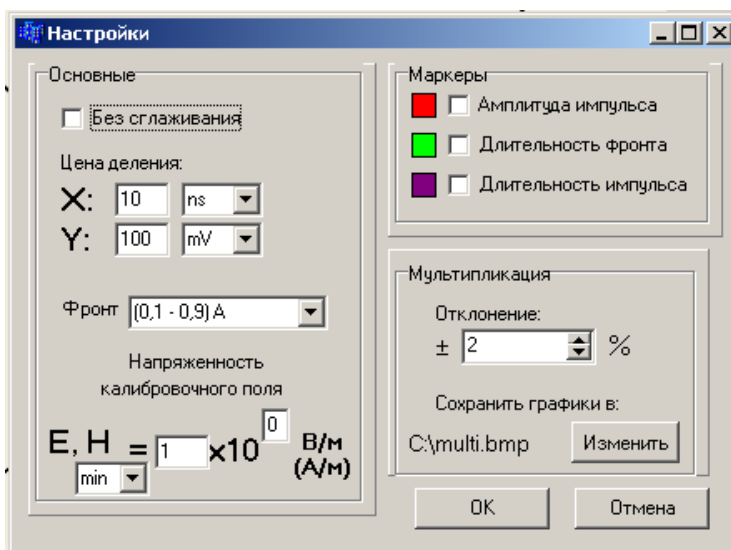 Настройки
Основные
Без сглаживания
Цена деления:
X: 10 ns
Y: 100 mV
Фронт (0,1 - 0,9) A
Напряженность
калибровочного поля
E, H = 1 x10 0 В/м
min (А/м)
Маркеры
Амплитуда импульса
Длительность фронта
Длительность импульса
Мультипликация
Отклонение:
± 2 %
Сохранить графики в:
C:\multi.bmp Изменить
OK Отмена